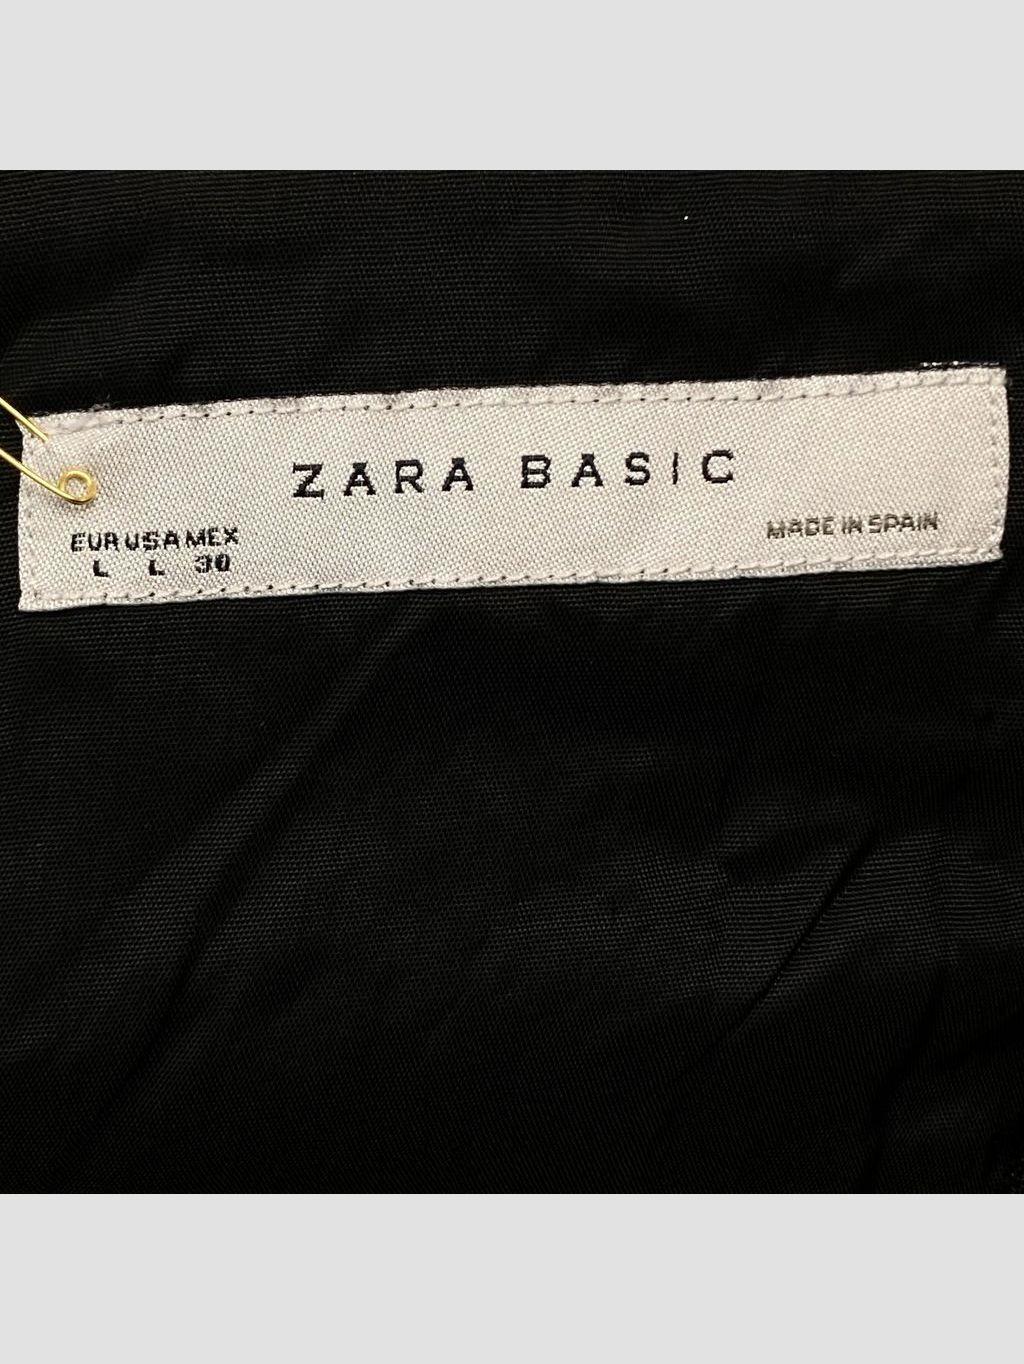 ZARA BASIC
EUR USA MEX
L L 30
MADE IN SPAIN